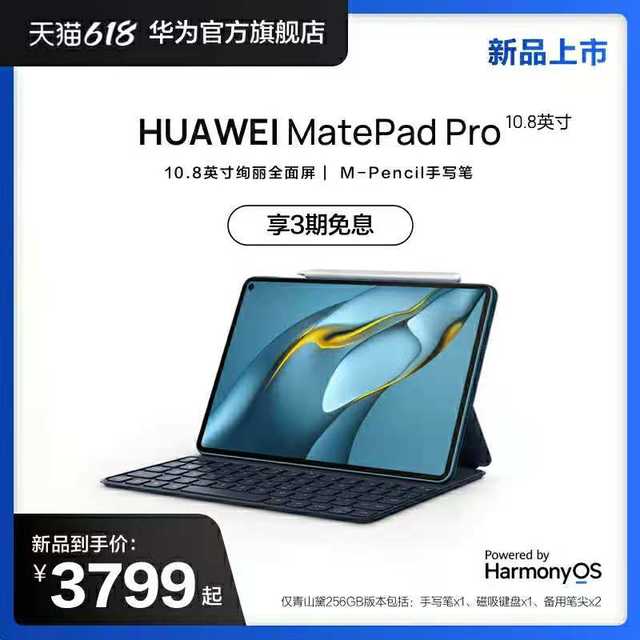 天猫618 华为官方旗舰店
新品上市
HUAWEI MatePad Pro 10.8英寸
10.8英寸绚丽全面屏 | M-Pencil手写笔
享3期免息
新品到手价：
¥3799起
Powered by
HarmonyOS
仅青山黛256GB版本包括：手写笔x1、磁吸键盘x1、备用笔尖x2